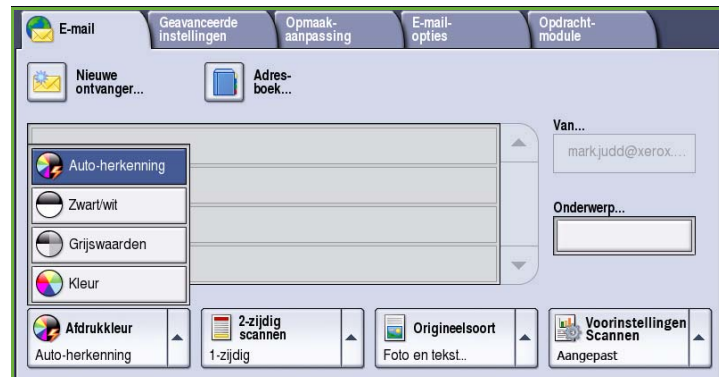 E-mail
Geavanceerde
instellingen
Opmaak-
aanpassing
E-mail-
opties
Opdracht-
module
Nieuwe
ontvanger...
Adres-
boek...
Van...
mark.judd@xerox....
Auto-herkenning
Zwart/wit
Grijswaarden
Kleur
Onderwerp...
Afdrukkleur
Auto-herkenning
2-zijdig
scannen
1-zijdig
Origineelsoort
Foto en tekst...
Voorinstellingen
Scannen
Aangepast